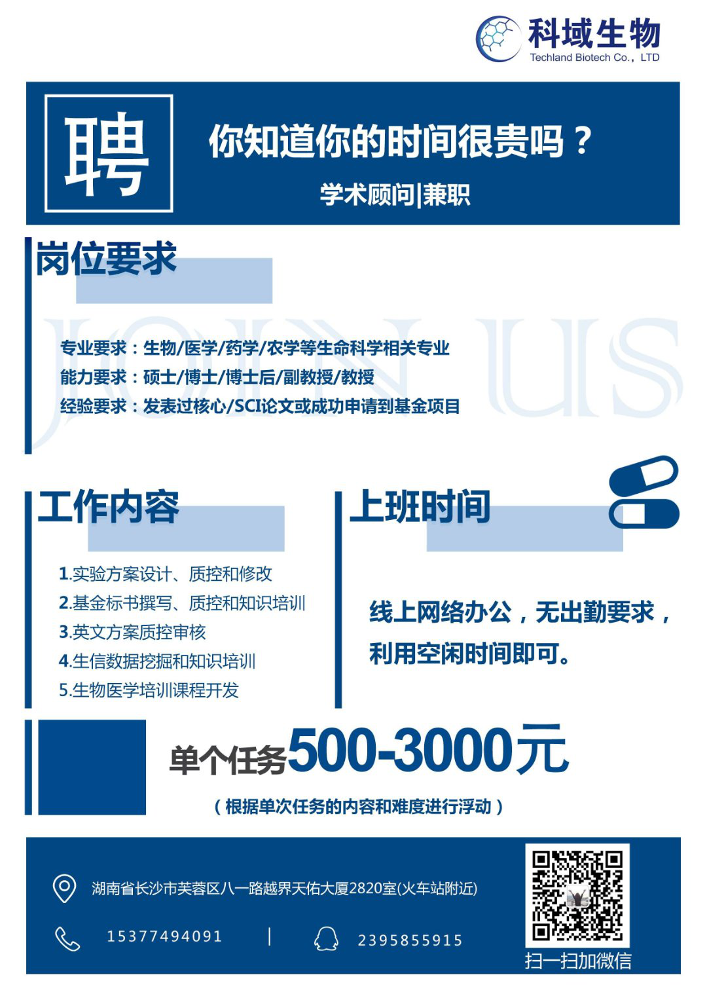 科域生物
Techland Biotech Co.，LTD
聘
你知道你的时间很贵吗？
学术顾问|兼职
岗位要求
JOIN US
专业要求：生物/医学/药学/农学等生命科学相关专业
能力要求：硕士/博士/博士后/副教授/教授
经验要求：发表过核心/SCI论文或成功申请到基金项目
工作内容
1.实验方案设计、质控和修改
2.基金标书撰写、质控和知识培训
3.英文方案质控审核
4.生信数据挖掘和知识培训
5.生物医学培训课程开发
上班时间
线上网络办公，无出勤要求，
利用空闲时间即可。
单个任务500-3000元
（根据单次任务的内容和难度进行浮动）
湖南省长沙市芙蓉区八一路越界天佑大厦2820室(火车站附近)
15377494091 | 2395855915
扫一扫加微信